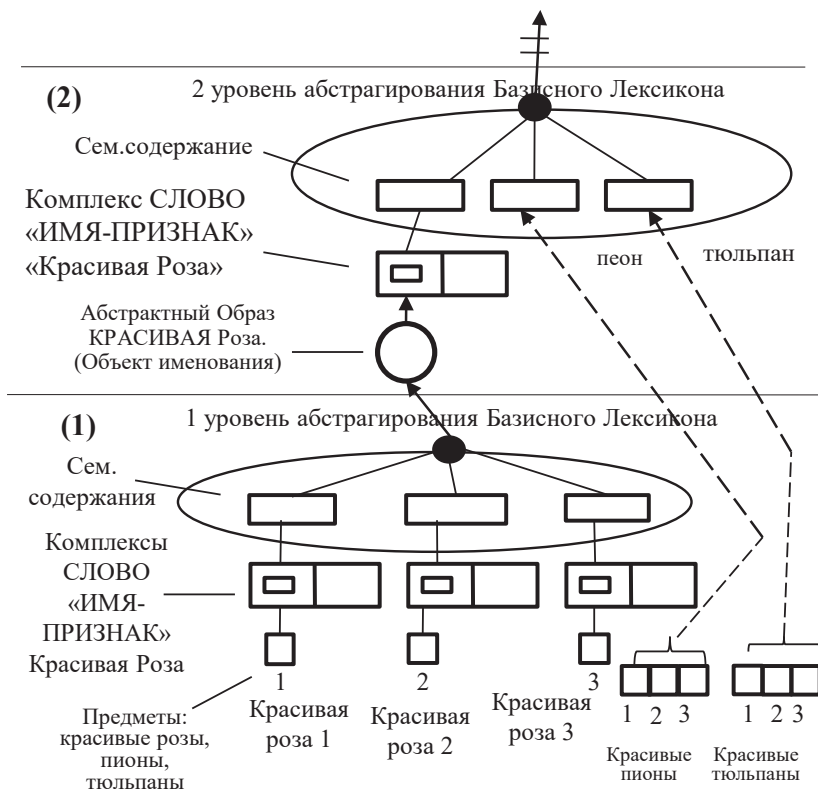 (2)
2 уровень абстрагирования Базисного Лексикона
Сем.содержание
Комплекс СЛОВО
«ИМЯ-ПРИЗНАК»
«Красивая Роза»
пеон
тюльпан
Абстрактный Образ
КРАСИВАЯ Роза.
(Объект именования)
(1)
1 уровень абстрагирования Базисного Лексикона
Сем.
содержания
Комплексы
СЛОВО
«ИМЯ-
ПРИЗНАК»
Красивая Роза
1
2
3
Предметы:
красивые розы,
пионы,
тюльпаны
Красивая
роза 1
Красивая
роза 2
Красивая
роза 3
1 2 3
Красивые
пионы
1 2 3
Красивые
тюльпаны